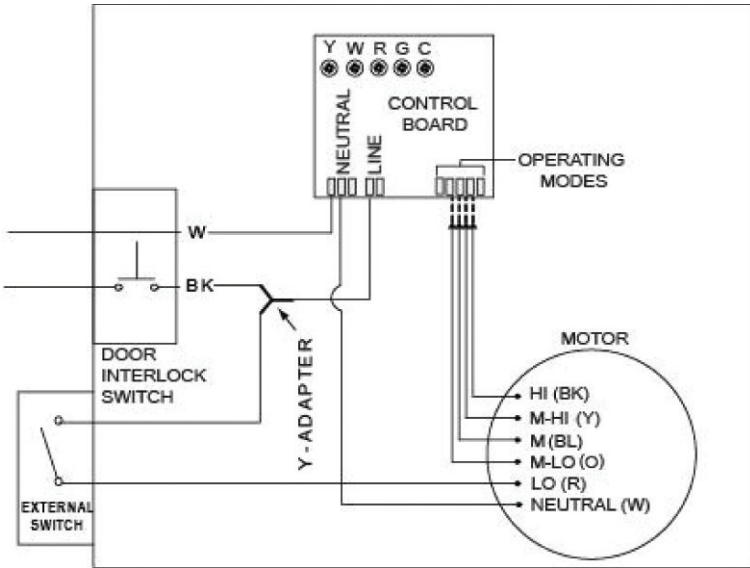 Y W R G C
CONTROL
BOARD
NEUTRAL
LINE
OPERATING
MODES
W
BK
DOOR
INTERLOCK
SWITCH
Y-ADAPTER
MOTOR
HI (BK)
M-HI (Y)
M (BL)
M-LO (O)
LO (R)
NEUTRAL (W)
EXTERNAL
SWITCH